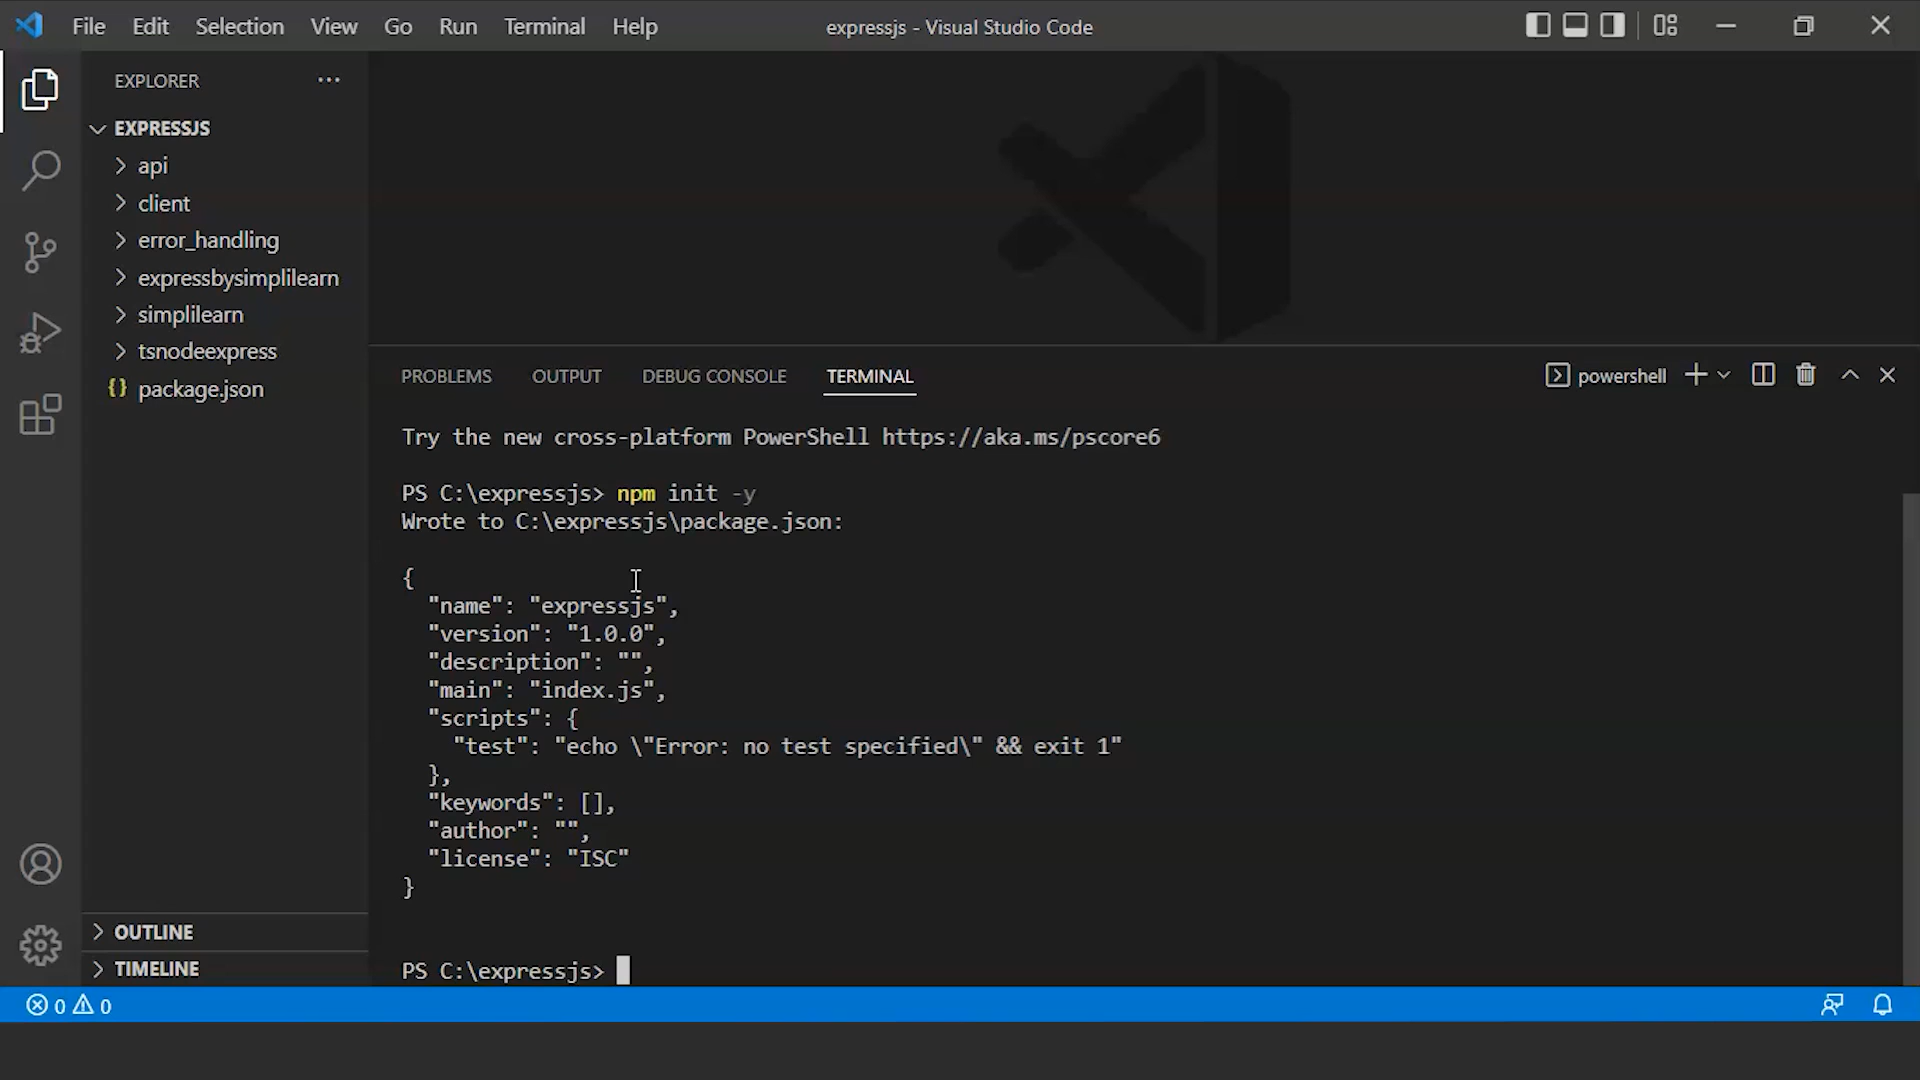 File Edit Selection View Go Run Terminal Help
expressjs - Visual Studio Code
EXPLORER
EXPRESSJS
api
client
error_handling
expressbysimplilearn
simplilearn
tsnodeexpress
{} package.json
OUTLINE
TIMELINE
PROBLEMS OUTPUT DEBUG CONSOLE TERMINAL
powershell
Try the new cross-platform PowerShell https://aka.ms/pscore6
PS C:\expressjs> npm init -y
Wrote to C:\expressjs\package.json:
{
  "name": "expressjs",
  "version": "1.0.0",
  "description": "",
  "main": "index.js",
  "scripts": {
    "test": "echo \"Error: no test specified\" && exit 1"
  },
  "keywords": [],
  "author": "",
  "license": "ISC"
}
PS C:\expressjs>
0 0